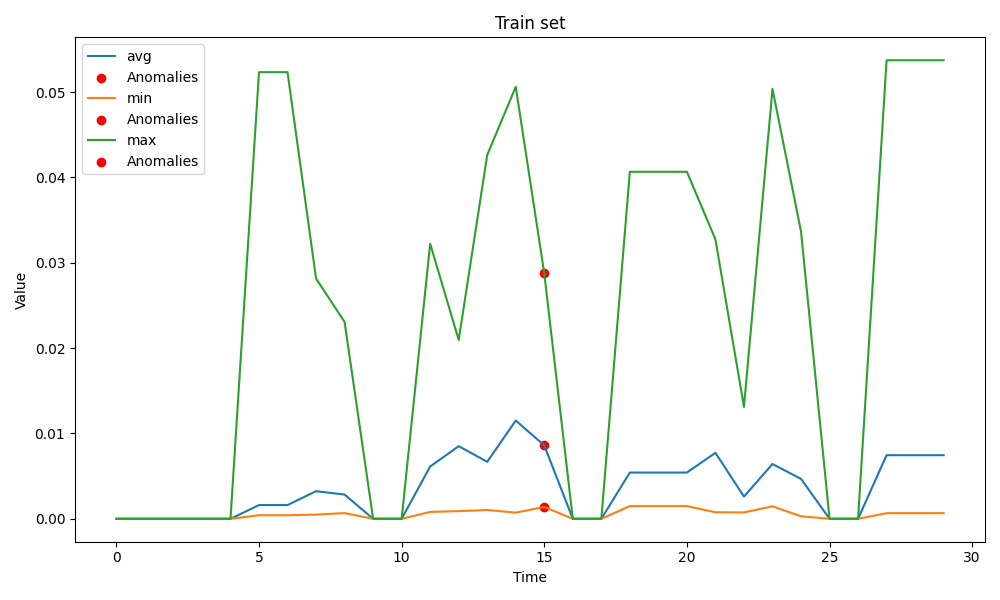 Train set
avg
Anomalies
min
Anomalies
max
Anomalies
Value
0.05
0.04
0.03
0.02
0.01
0.00
0 5 10 15 20 25 30
Time